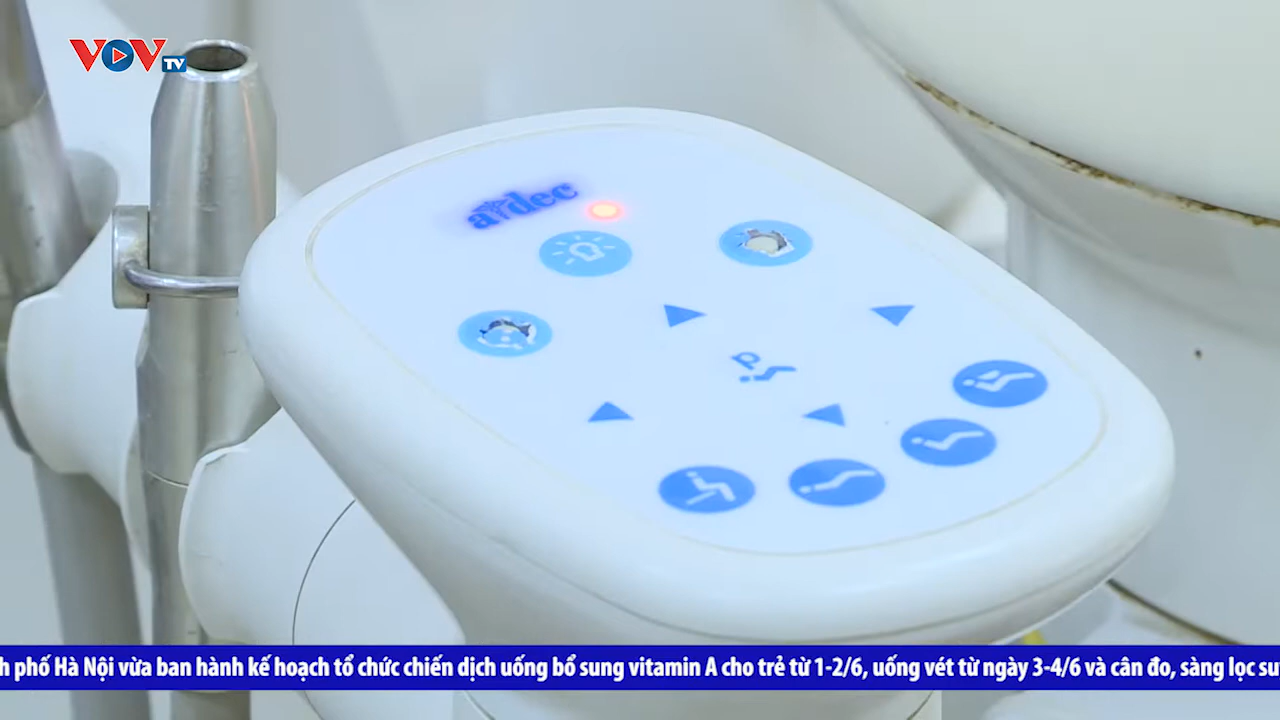 VOV TV
a-dec
P
h phố Hà Nội vừa ban hành kế hoạch tổ chức chiến dịch uống bổ sung vitamin A cho trẻ từ 1-2/6, uống vét từ ngày 3-4/6 và cân đo, sàng lọc su